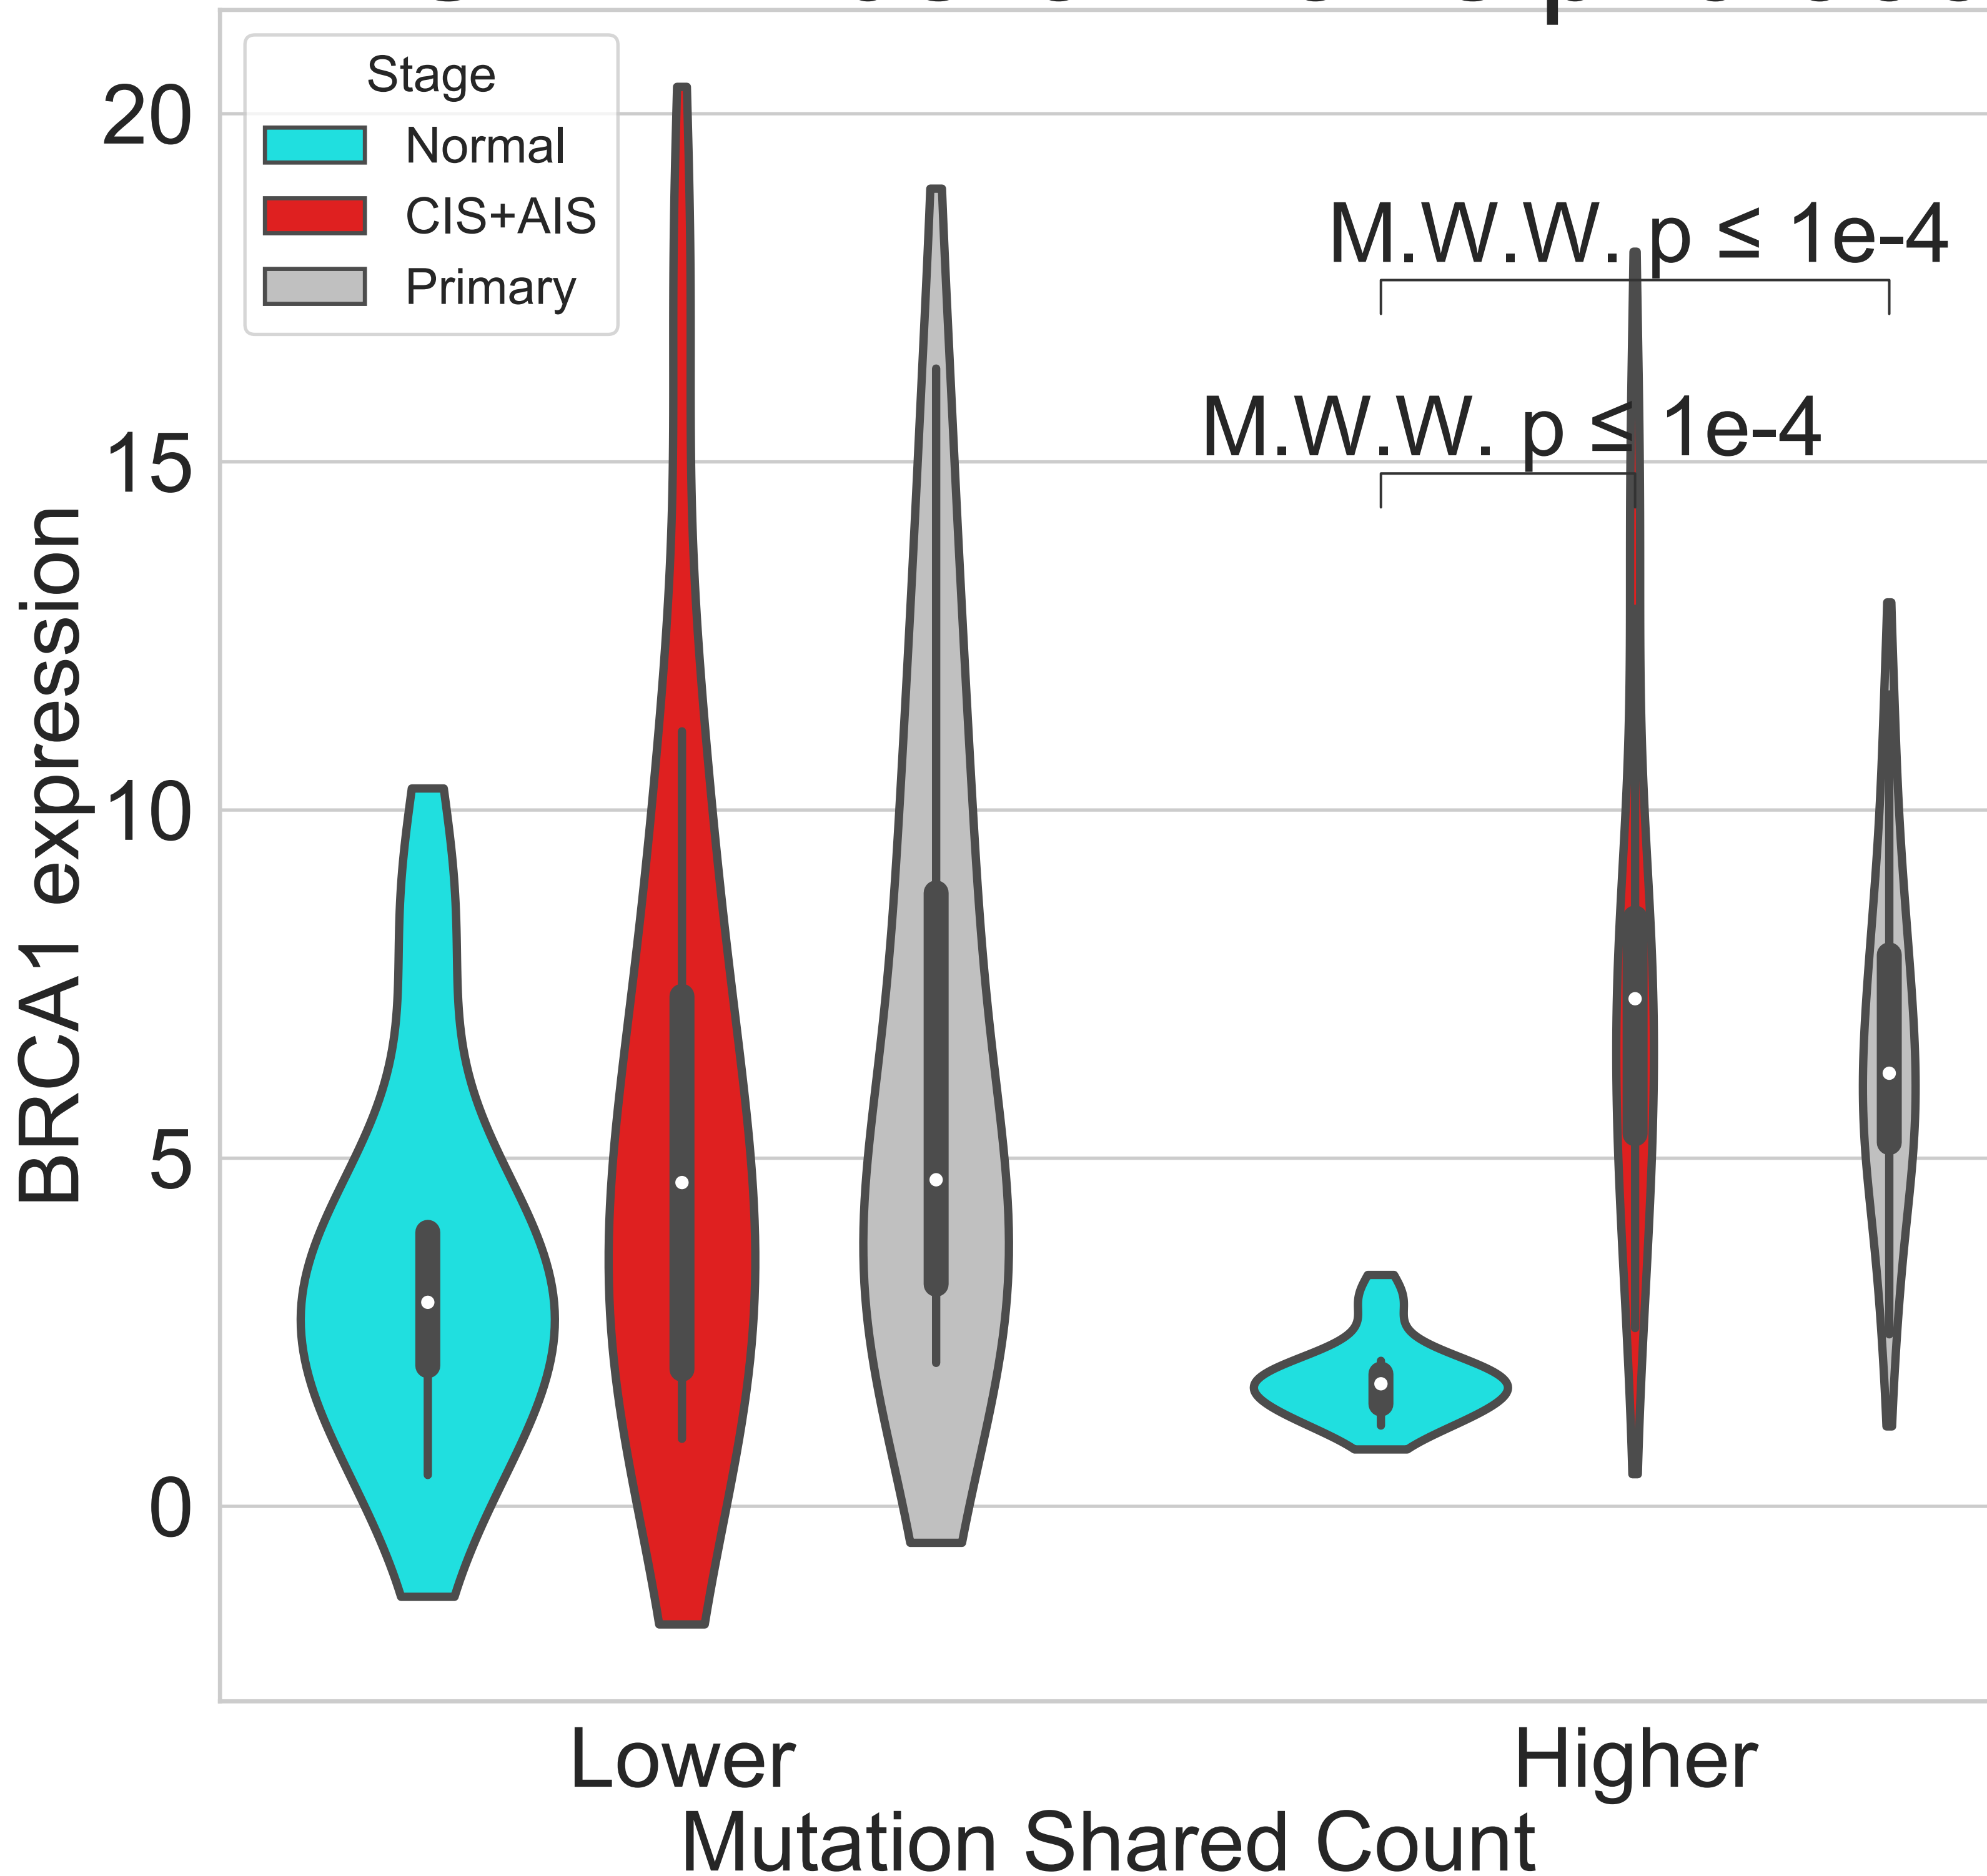 Stage
Normal
CIS+AIS
Primary
M.W.W. p ≤ 1e-4
M.W.W. p ≤ 1e-4
20
15
10
5
0
BRCA1 expression
Lower
Higher
Mutation Shared Count